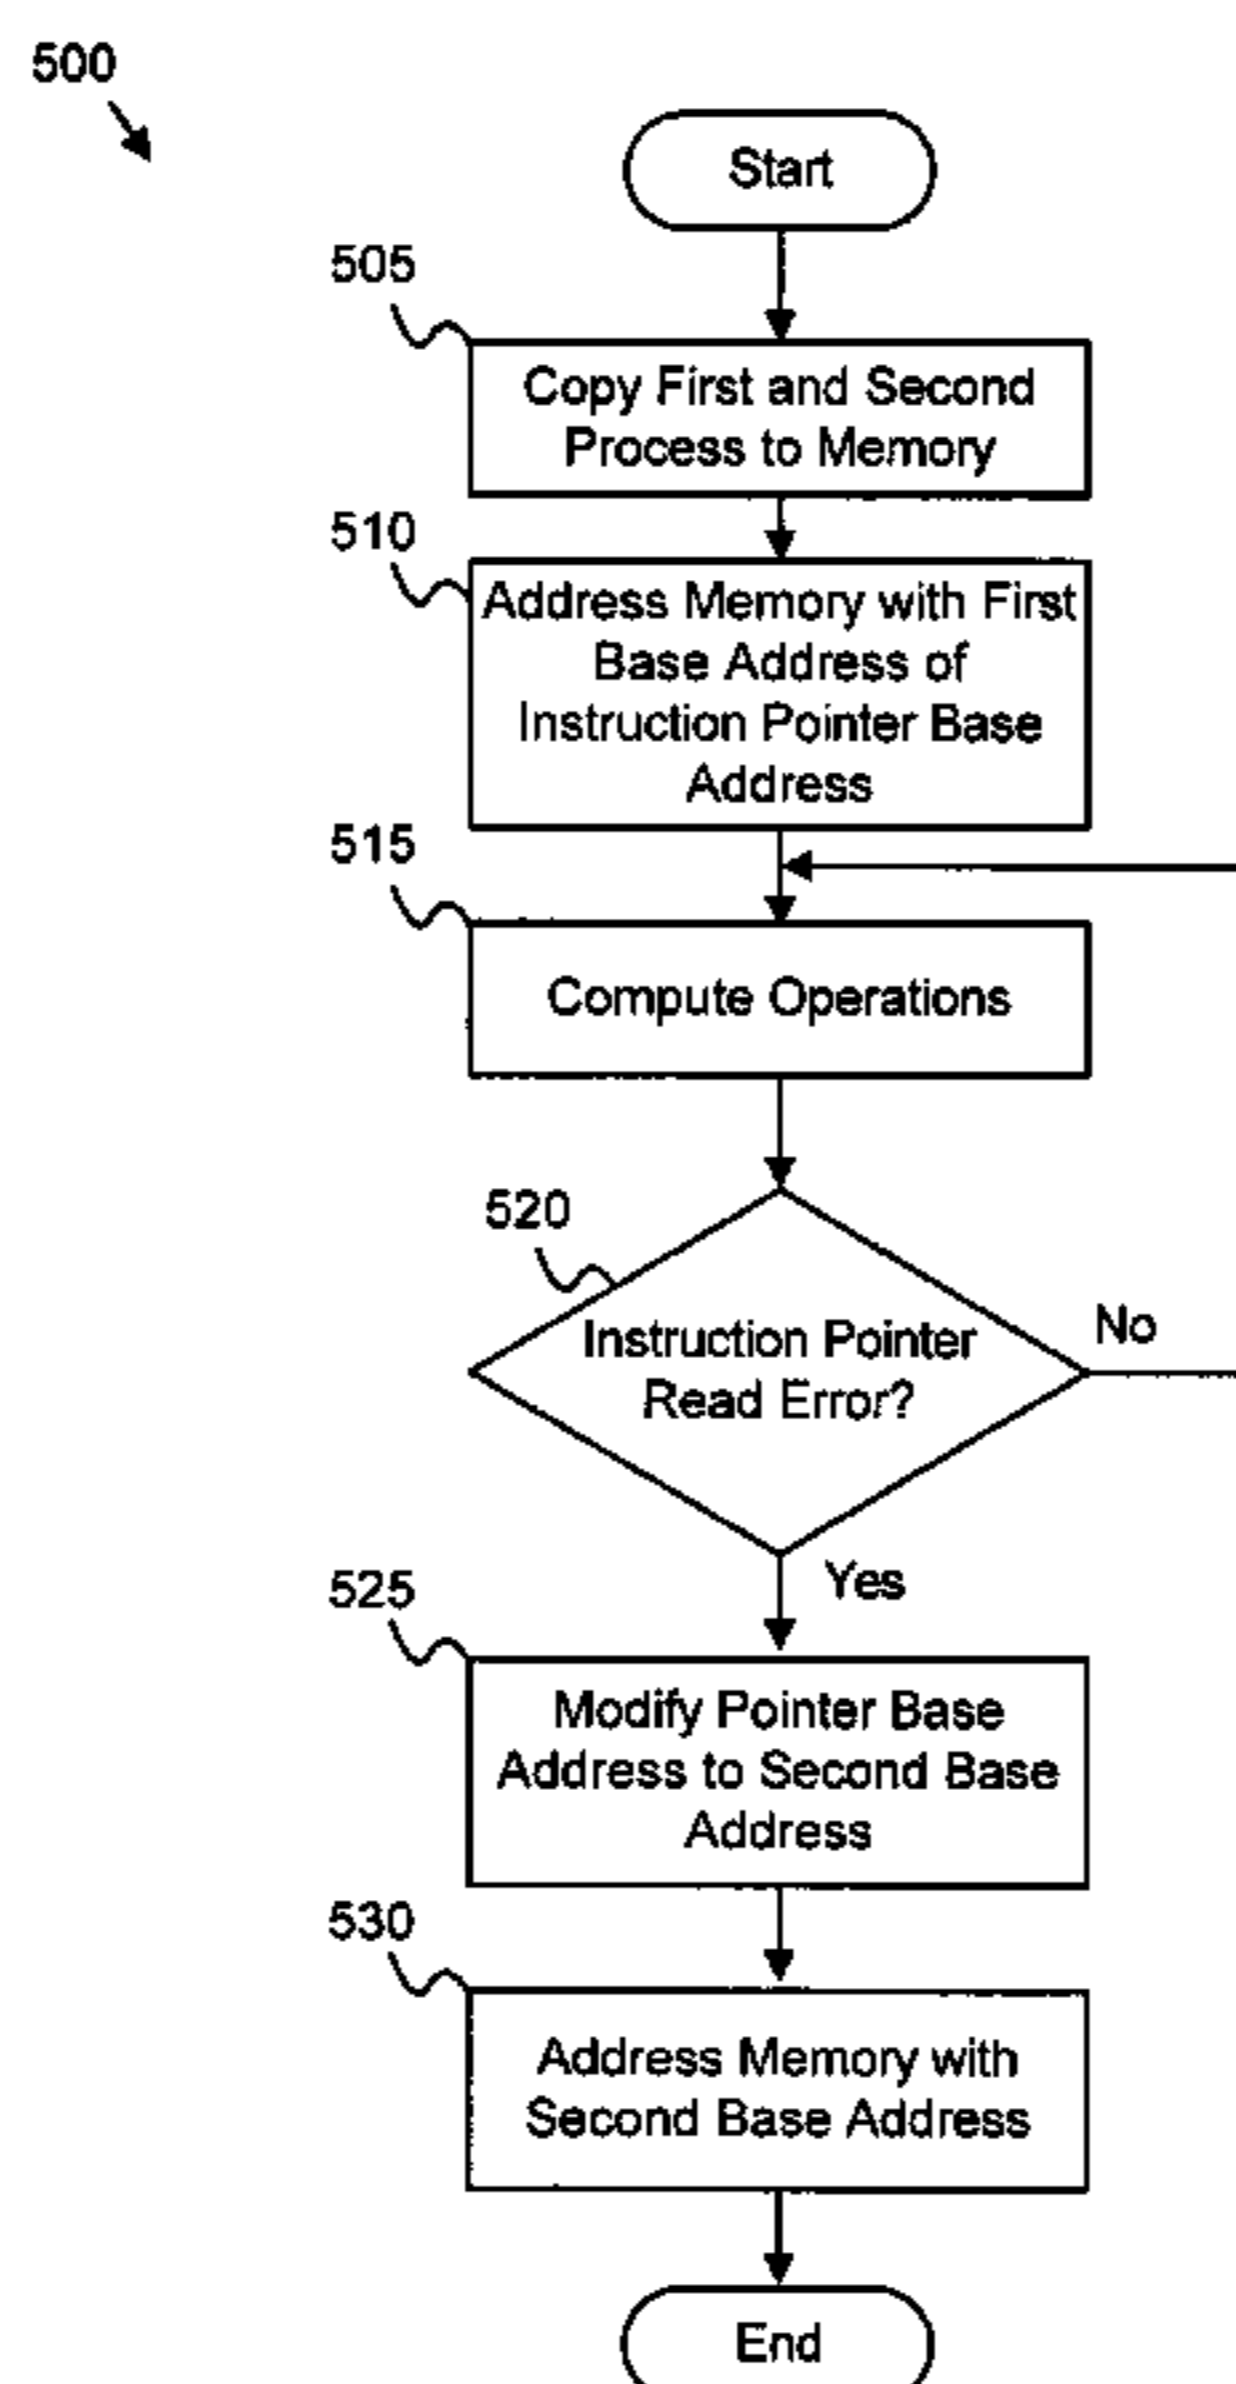 500
Start
505
Copy First and Second
Process to Memory
510
Address Memory with First
Base Address of
Instruction Pointer Base
Address
515
Compute Operations
520
Instruction Pointer
Read Error?
No
Yes
525
Modify Pointer Base
Address to Second Base
Address
530
Address Memory with
Second Base Address
End